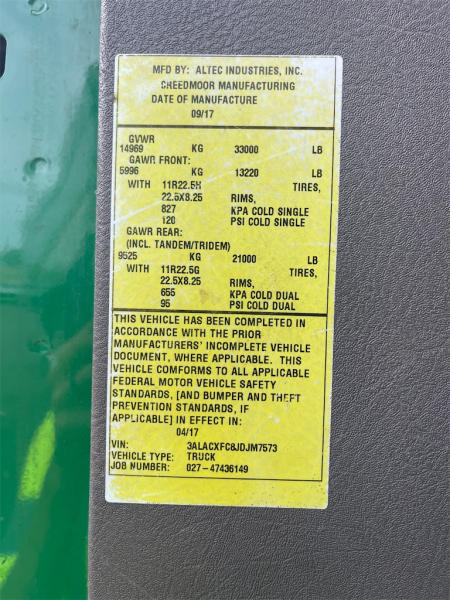 MFD BY: ALTEC INDUSTRIES, INC.
CREEDMOOR MANUFACTURING
DATE OF MANUFACTURE
09/17
GVWR
14969 KG 33000 LB
GAWR FRONT:
5996 KG 13220 LB
WITH 11R22.5H TIRES,
22.5X8.25 RIMS,
827 KPA COLD SINGLE
120 PSI COLD SINGLE
GAWR REAR:
(INCL. TANDEM/TRIDEM)
9525 KG 21000 LB
WITH 11R22.5G TIRES,
22.5X8.25 RIMS,
655 KPA COLD DUAL
95 PSI COLD DUAL
THIS VEHICLE HAS BEEN COMPLETED IN
ACCORDANCE WITH THE PRIOR
MANUFACTURERS' INCOMPLETE VEHICLE
DOCUMENT, WHERE APPLICABLE. THIS
VEHICLE COMFORMS TO ALL APPLICABLE
FEDERAL MOTOR VEHICLE SAFETY
STANDARDS, [AND BUMPER AND THEFT
PREVENTION STANDARDS, IF
APPLICABLE] IN EFFECT IN:
04/17
VIN: 3ALACXFC8JDJM7573
VEHICLE TYPE: TRUCK
JOB NUMBER: 027-47436149